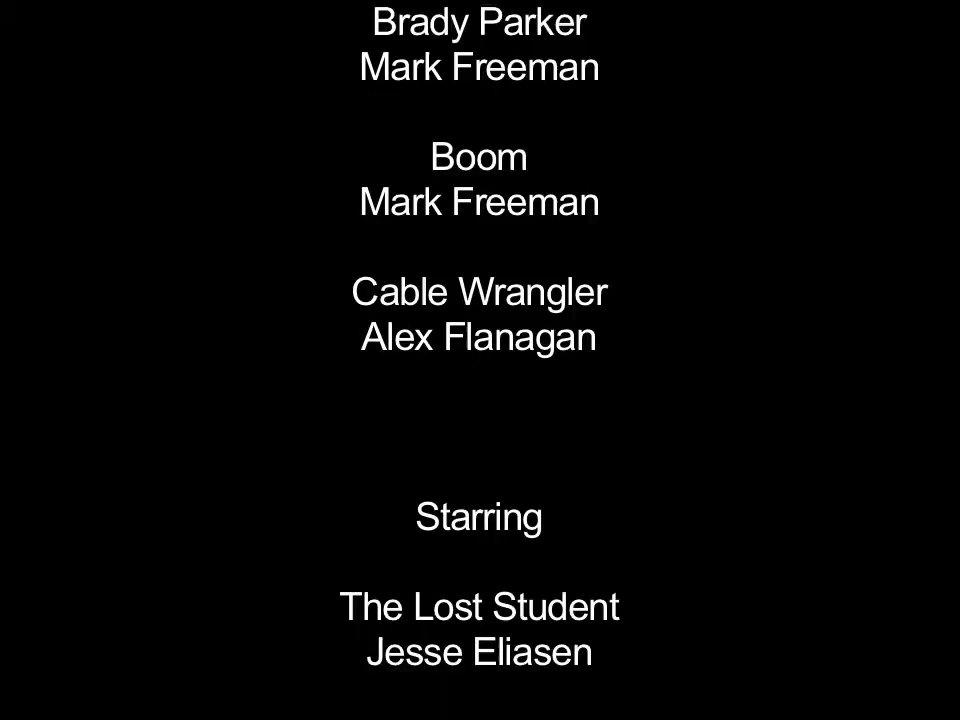 Brady Parker
Mark Freeman
Boom
Mark Freeman
Cable Wrangler
Alex Flanagan
Starring
The Lost Student
Jesse Eliasen